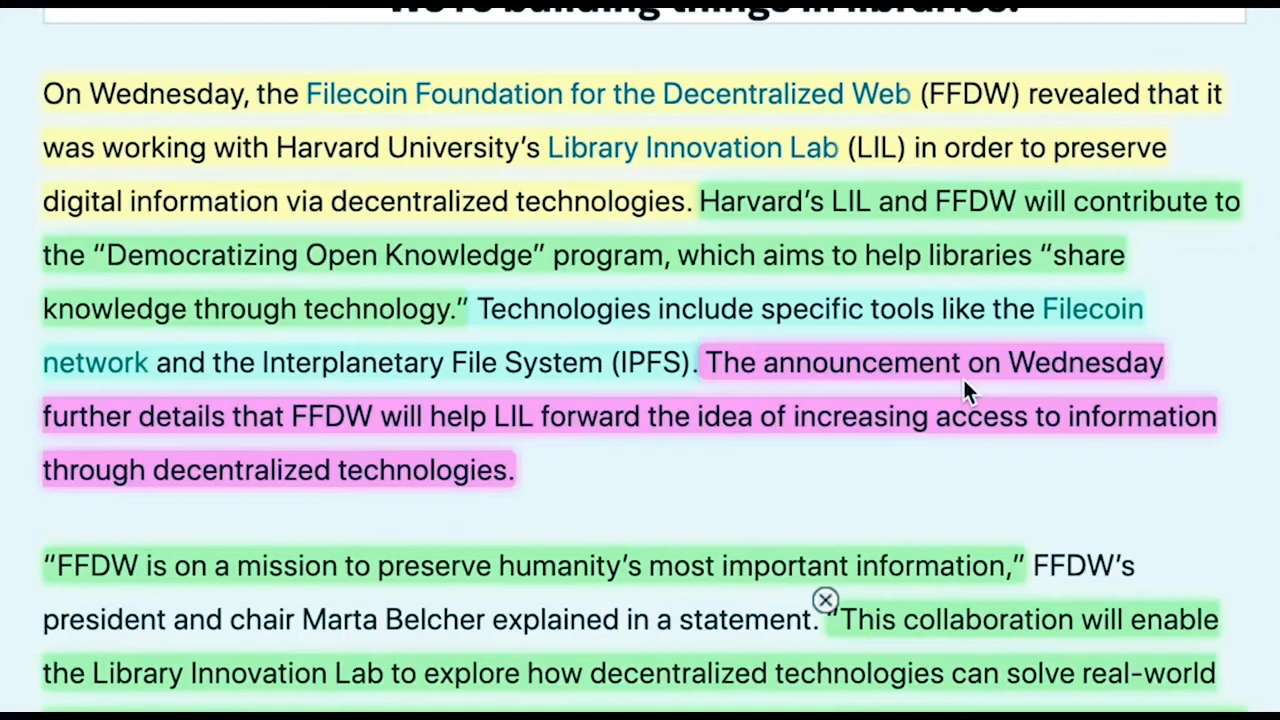 We're building things in libraries.
On Wednesday, the Filecoin Foundation for the Decentralized Web (FFDW) revealed that it
was working with Harvard University’s Library Innovation Lab (LIL) in order to preserve
digital information via decentralized technologies. Harvard’s LIL and FFDW will contribute to
the “Democratizing Open Knowledge” program, which aims to help libraries “share
knowledge through technology.” Technologies include specific tools like the Filecoin
network and the Interplanetary File System (IPFS). The announcement on Wednesday
further details that FFDW will help LIL forward the idea of increasing access to information
through decentralized technologies.
“FFDW is on a mission to preserve humanity’s most important information,” FFDW’s
president and chair Marta Belcher explained in a statement. “This collaboration will enable
the Library Innovation Lab to explore how decentralized technologies can solve real-world